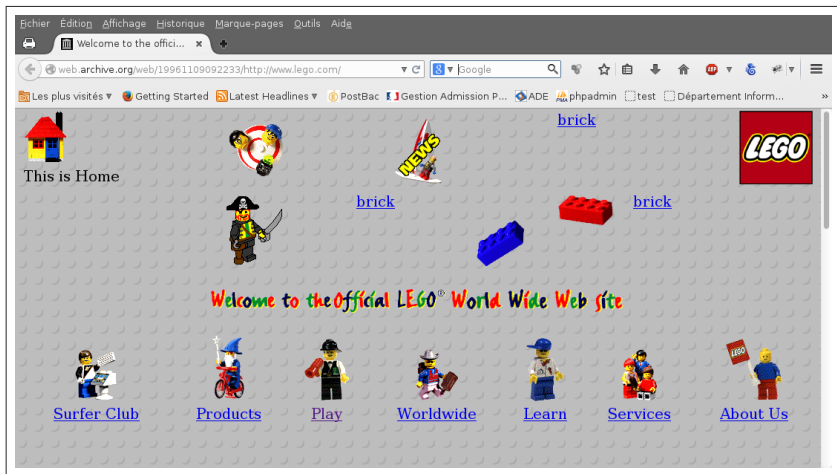 Fichier Édition Affichage Historique Marque-pages Outils Aide
Welcome to the offici... ×
web.archive.org/web/19961109092233/http://www.lego.com/ Google
Les plus visités Getting Started Latest Headlines PostBac Gestion Admission P... ADE phpadmin test Département Inform... »
brick
NEWS
LEGO
This is Home
brick
brick
Welcome to the Official LEGO® World Wide Web Site
LEGO
Surfer Club Products Play Worldwide Learn Services About Us